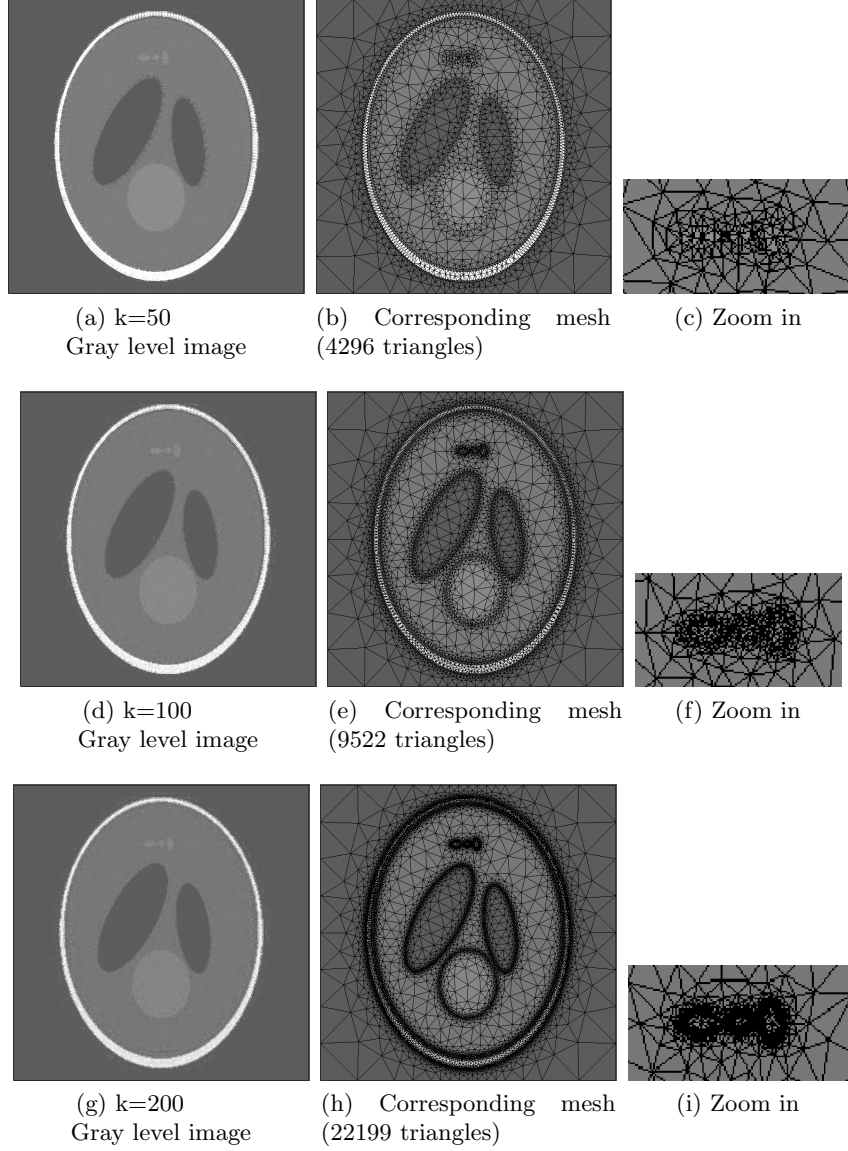 (a) k=50
Gray level image
(b) Corresponding mesh
(4296 triangles)
(c) Zoom in
(d) k=100
Gray level image
(e) Corresponding mesh
(9522 triangles)
(f) Zoom in
(g) k=200
Gray level image
(h) Corresponding mesh
(22199 triangles)
(i) Zoom in